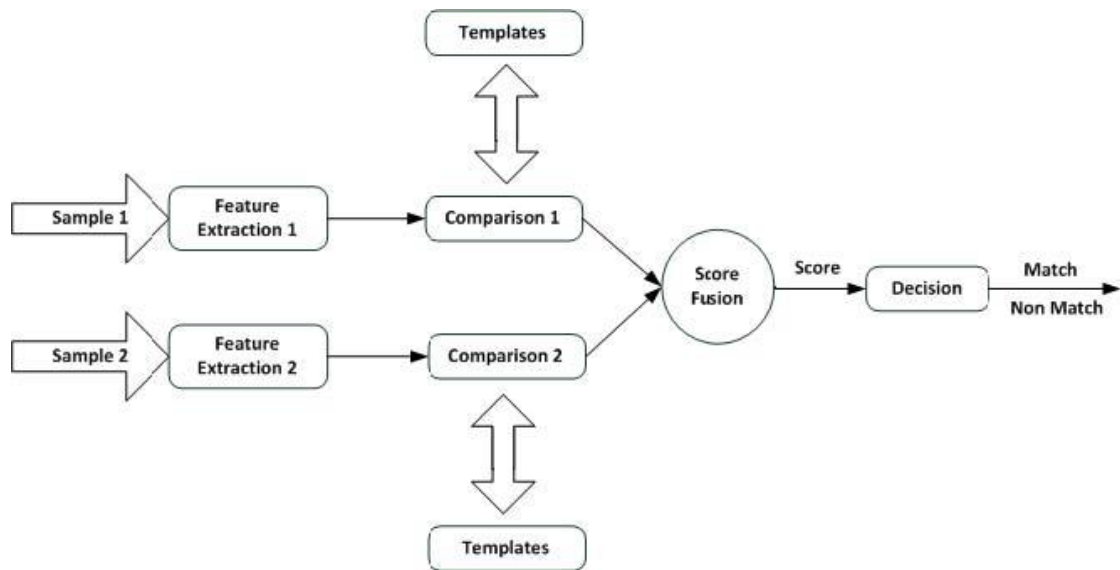 Templates
Sample 1
Feature
Extraction 1
Comparison 1
Score
Fusion
Score
Decision
Match
Non Match
Sample 2
Feature
Extraction 2
Comparison 2
Templates